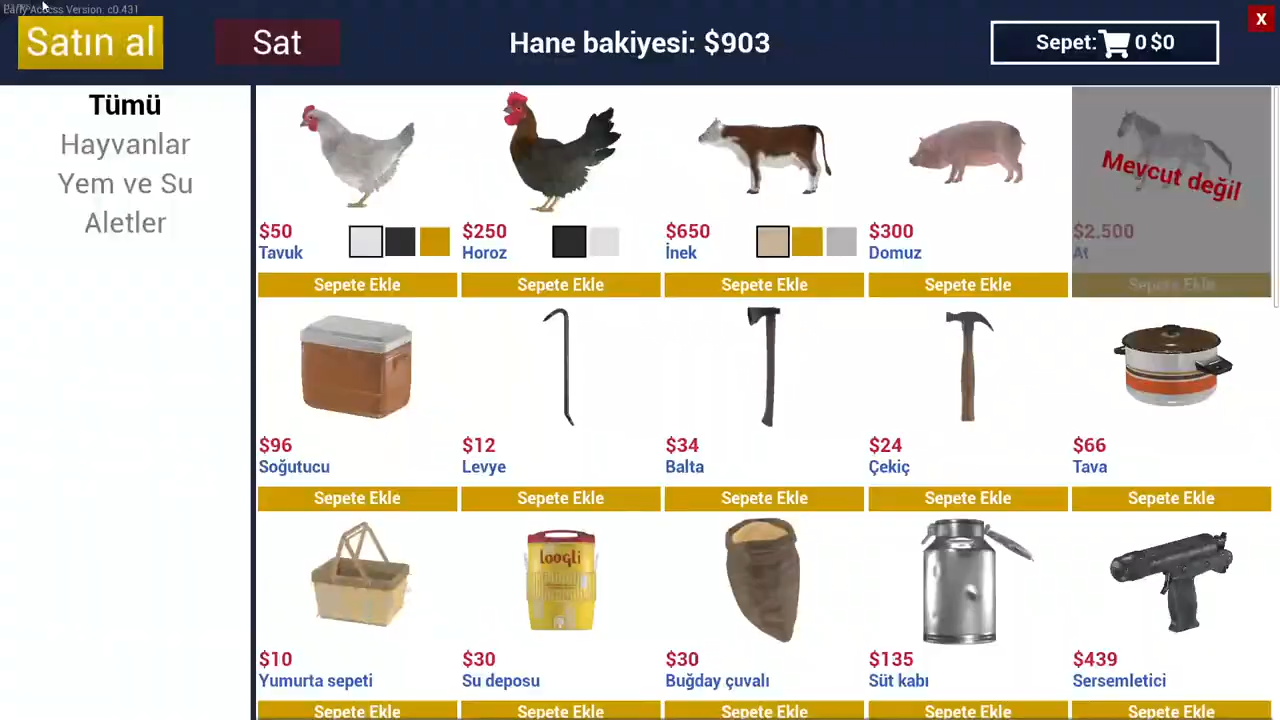 Early Access Version: c0.431
Satın al
Sat
Hane bakiyesi: $903
Sepet: 0 $0
X
Tümü
Hayvanlar
Yem ve Su
Aletler
$50
Tavuk
Sepete Ekle
$250
Horoz
Sepete Ekle
$650
İnek
Sepete Ekle
$300
Domuz
Sepete Ekle
Mevcut değil
$2.500
At
Sepete Ekle
$96
Soğutucu
Sepete Ekle
$12
Levye
Sepete Ekle
$34
Balta
Sepete Ekle
$24
Çekiç
Sepete Ekle
$66
Tava
Sepete Ekle
$10
Yumurta sepeti
Sepete Ekle
loogli
$30
Su deposu
Sepete Ekle
$30
Buğday çuvalı
Sepete Ekle
$135
Süt kabı
Sepete Ekle
$439
Sersemletici
Sepete Ekle